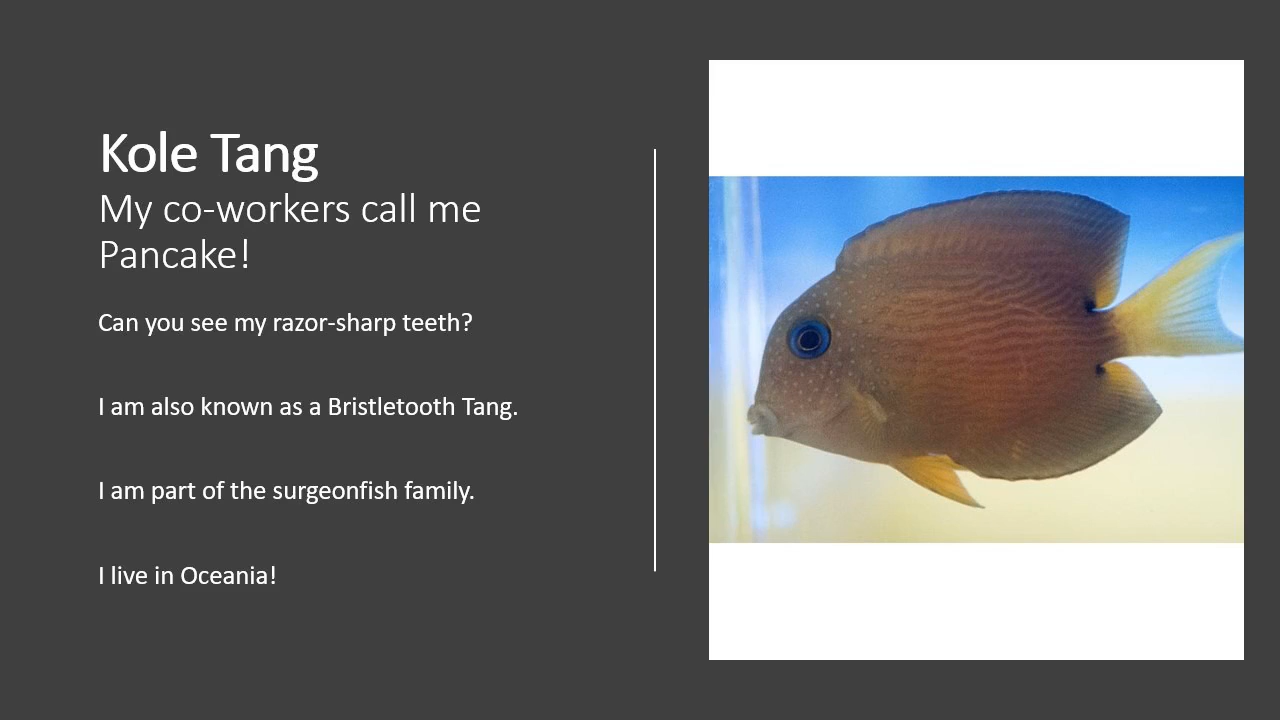 Kole Tang
My co-workers call me
Pancake!
Can you see my razor-sharp teeth?
I am also known as a Bristletooth Tang.
I am part of the surgeonfish family.
I live in Oceania!